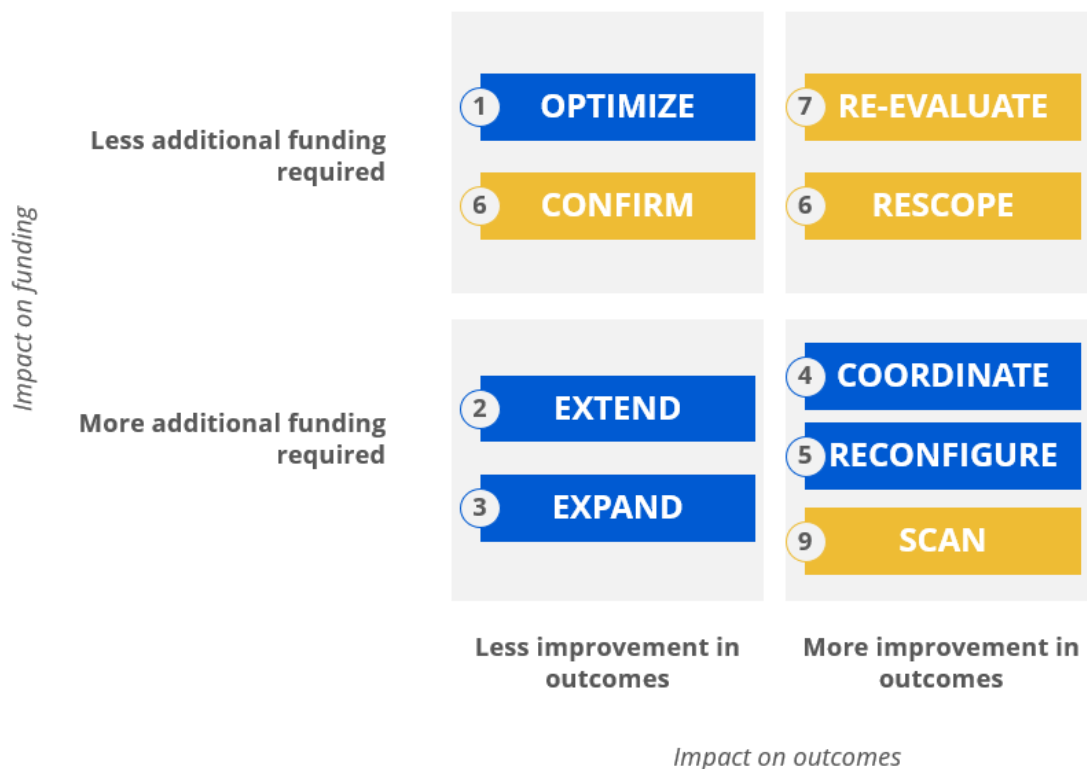 Impact on funding
Less additional funding
required
1 OPTIMIZE
6 CONFIRM
7 RE-EVALUATE
6 RESCOPE
More additional funding
required
2 EXTEND
3 EXPAND
4 COORDINATE
5 RECONFIGURE
9 SCAN
Less improvement in
outcomes
More improvement in
outcomes
Impact on outcomes